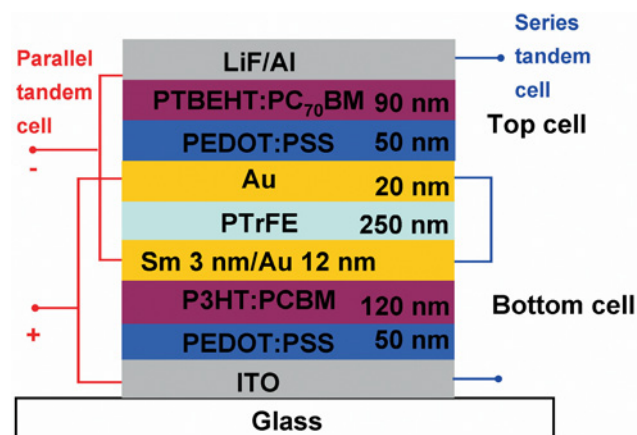 Parallel
tandem
cell
-
+
LiF/Al
PTBEHT:PC₇₀BM 90 nm
PEDOT:PSS 50 nm
Au 20 nm
PTrFE 250 nm
Sm 3 nm/Au 12 nm
P3HT:PCBM 120 nm
PEDOT:PSS 50 nm
ITO
Glass
Series
tandem
cell
Top cell
Bottom cell